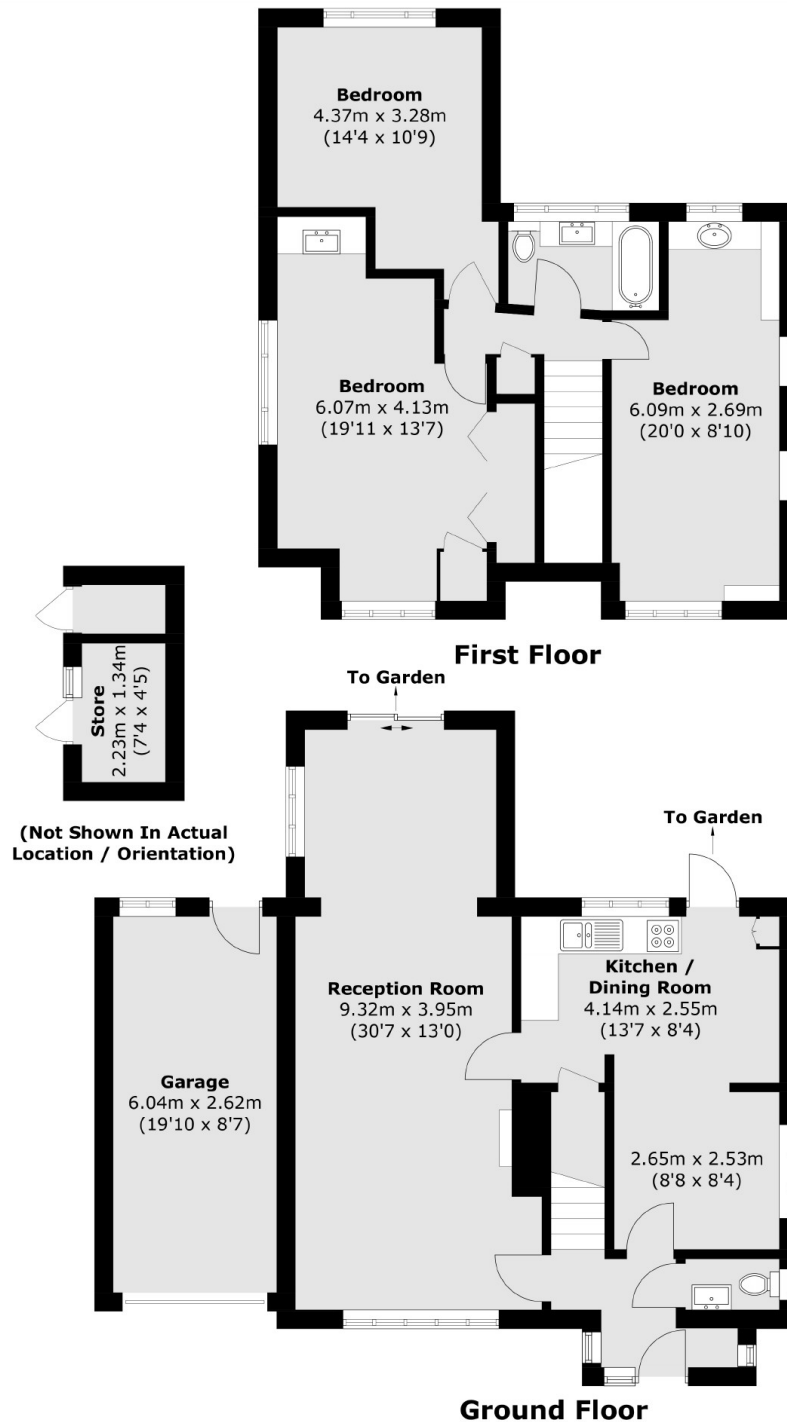 Bedroom
4.37m x 3.28m
(14'4 x 10'9)
Bedroom
6.07m x 4.13m
(19'11 x 13'7)
Bedroom
6.09m x 2.69m
(20'0 x 8'10)
First Floor
Store
2.23m x 1.34m
(7'4 x 4'5)
(Not Shown In Actual
Location / Orientation)
To Garden
To Garden
Reception Room
9.32m x 3.95m
(30'7 x 13'0)
Kitchen /
Dining Room
4.14m x 2.55m
(13'7 x 8'4)
Garage
6.04m x 2.62m
(19'10 x 8'7)
2.65m x 2.53m
(8'8 x 8'4)
Ground Floor